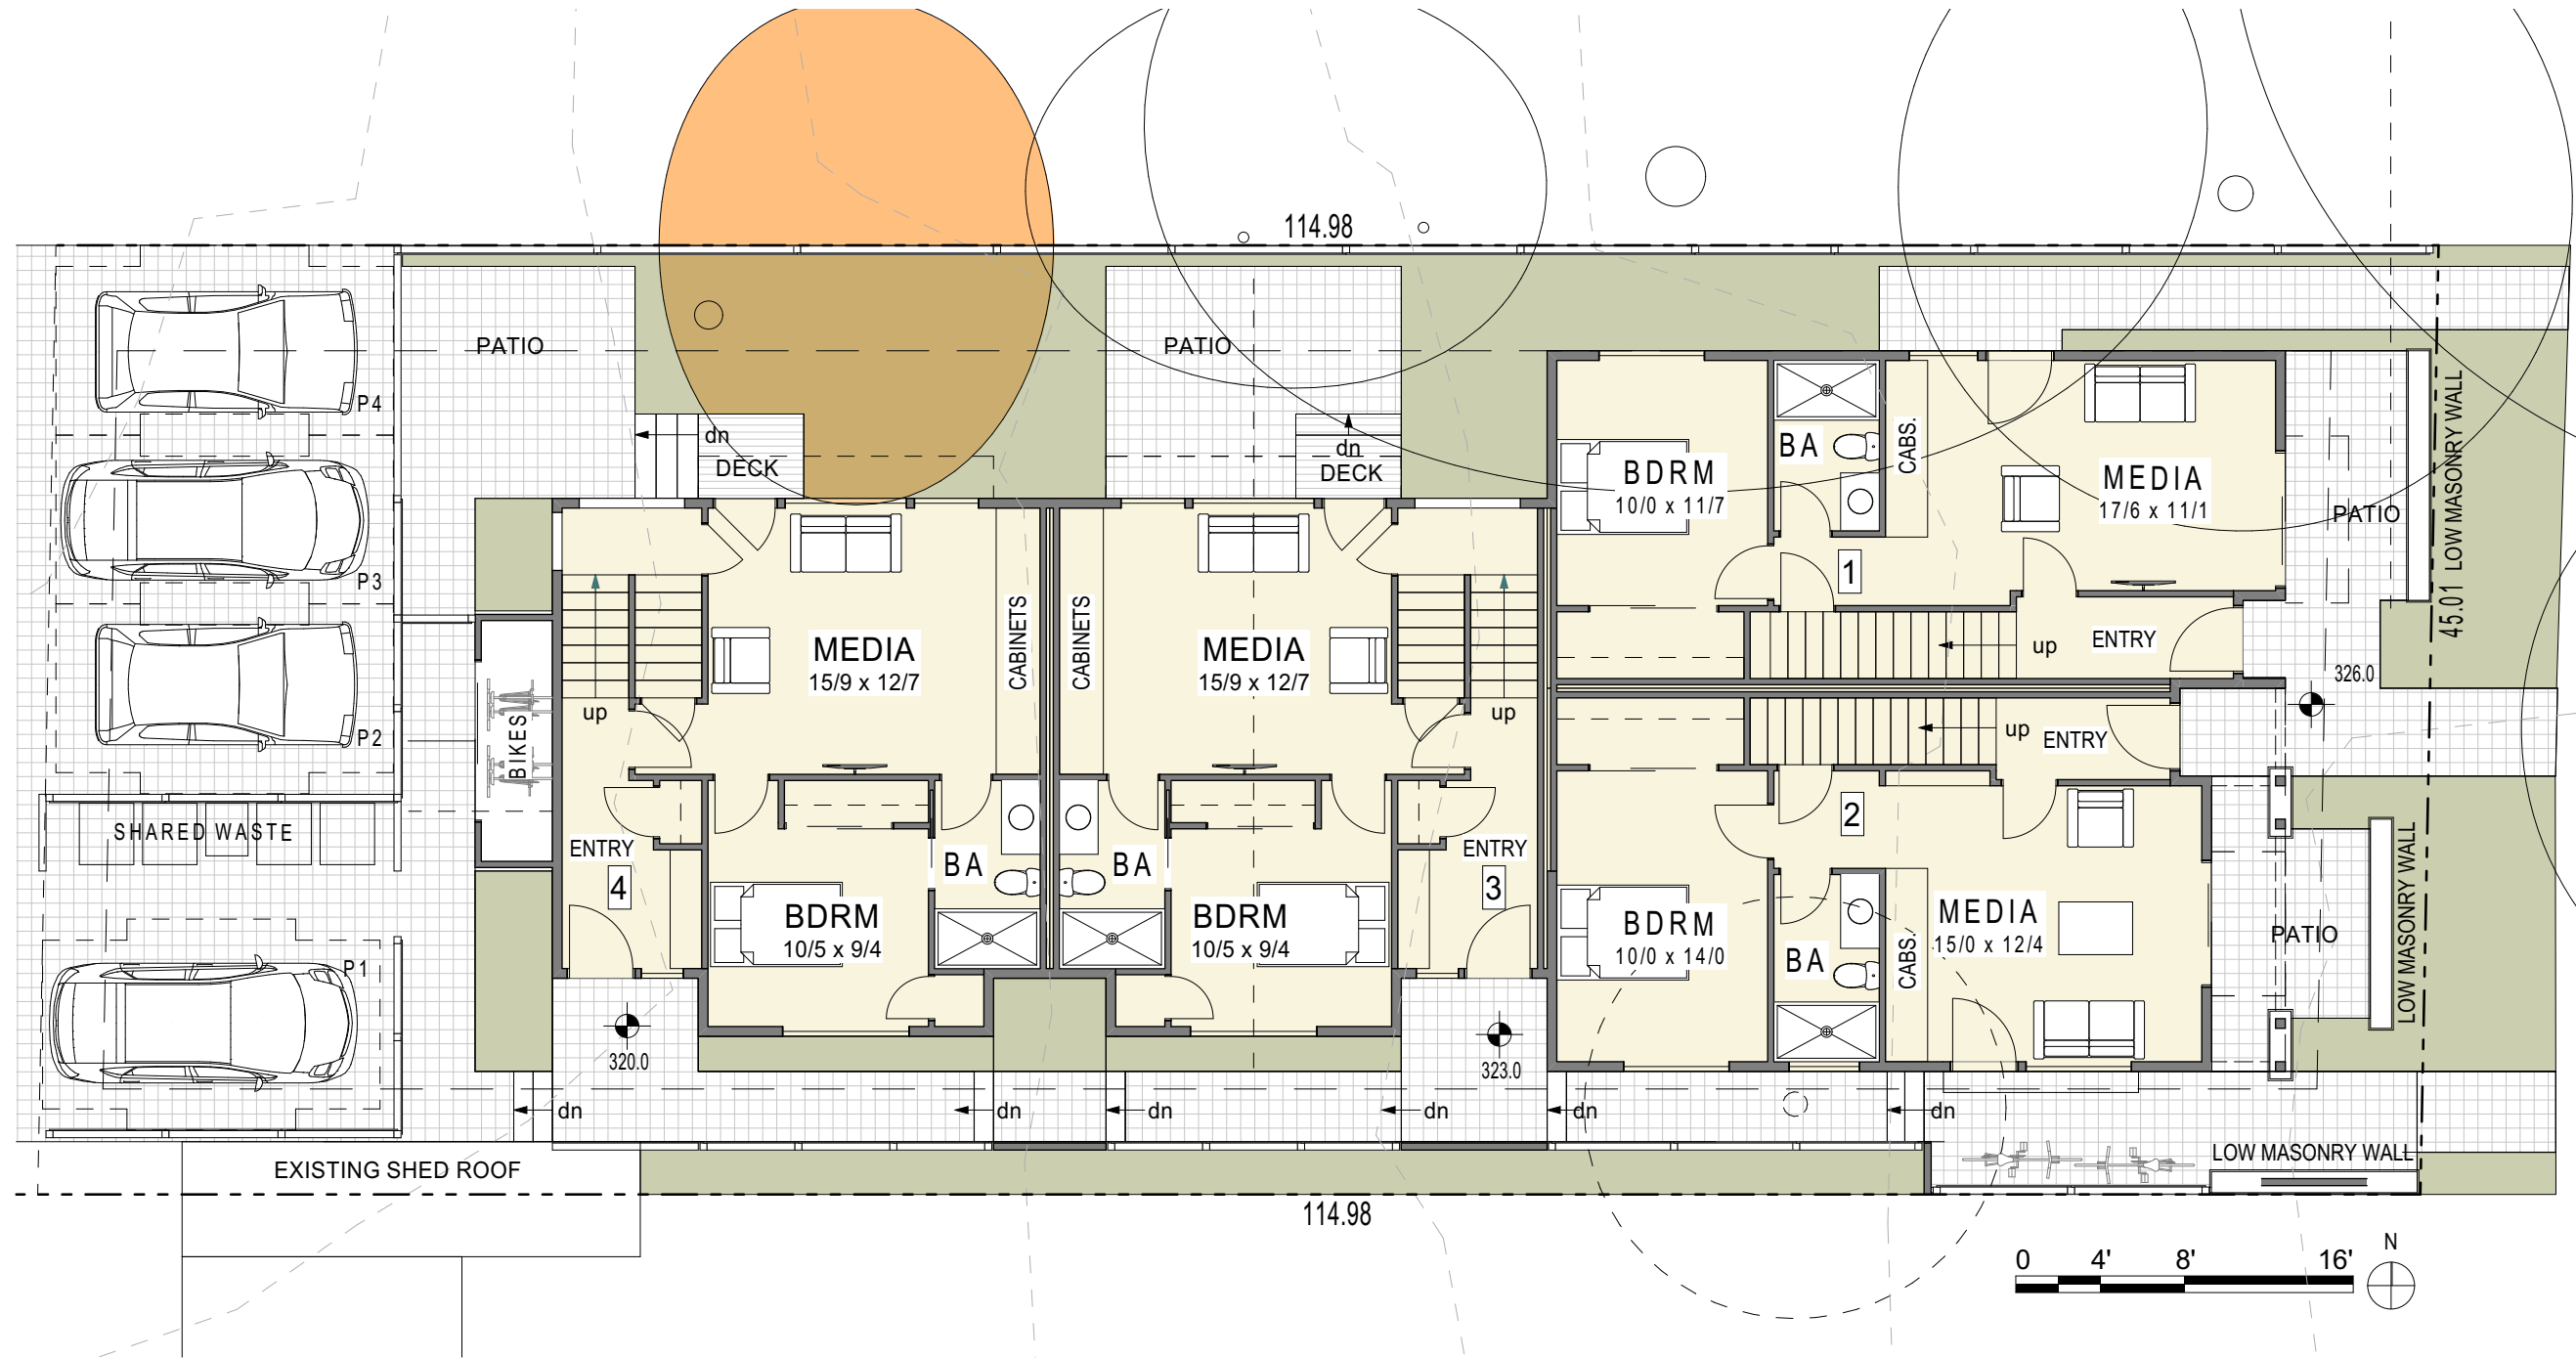 114.98
PATIO
PATIO
P4
dn
DECK
dn
DECK
BDRM
10/0 x 11/7
BA
CABS.
MEDIA
17/6 x 11/1
PATIO
45.01 LOW MASONRY WALL
P3
1
CABINETS
CABINETS
MEDIA
15/9 x 12/7
MEDIA
15/9 x 12/7
up
ENTRY
326.0
P2
BIKES
up
up
up
ENTRY
SHARED WASTE
2
ENTRY
4
BA
BA
ENTRY
3
BDRM
10/5 x 9/4
BDRM
10/5 x 9/4
BDRM
10/0 x 14/0
BA
CABS.
MEDIA
15/0 x 12/4
PATIO
LOW MASONRY WALL
P1
320.0
323.0
dn
dn
dn
dn
dn
dn
EXISTING SHED ROOF
LOW MASONRY WALL
114.98
0 4' 8' 16'
N